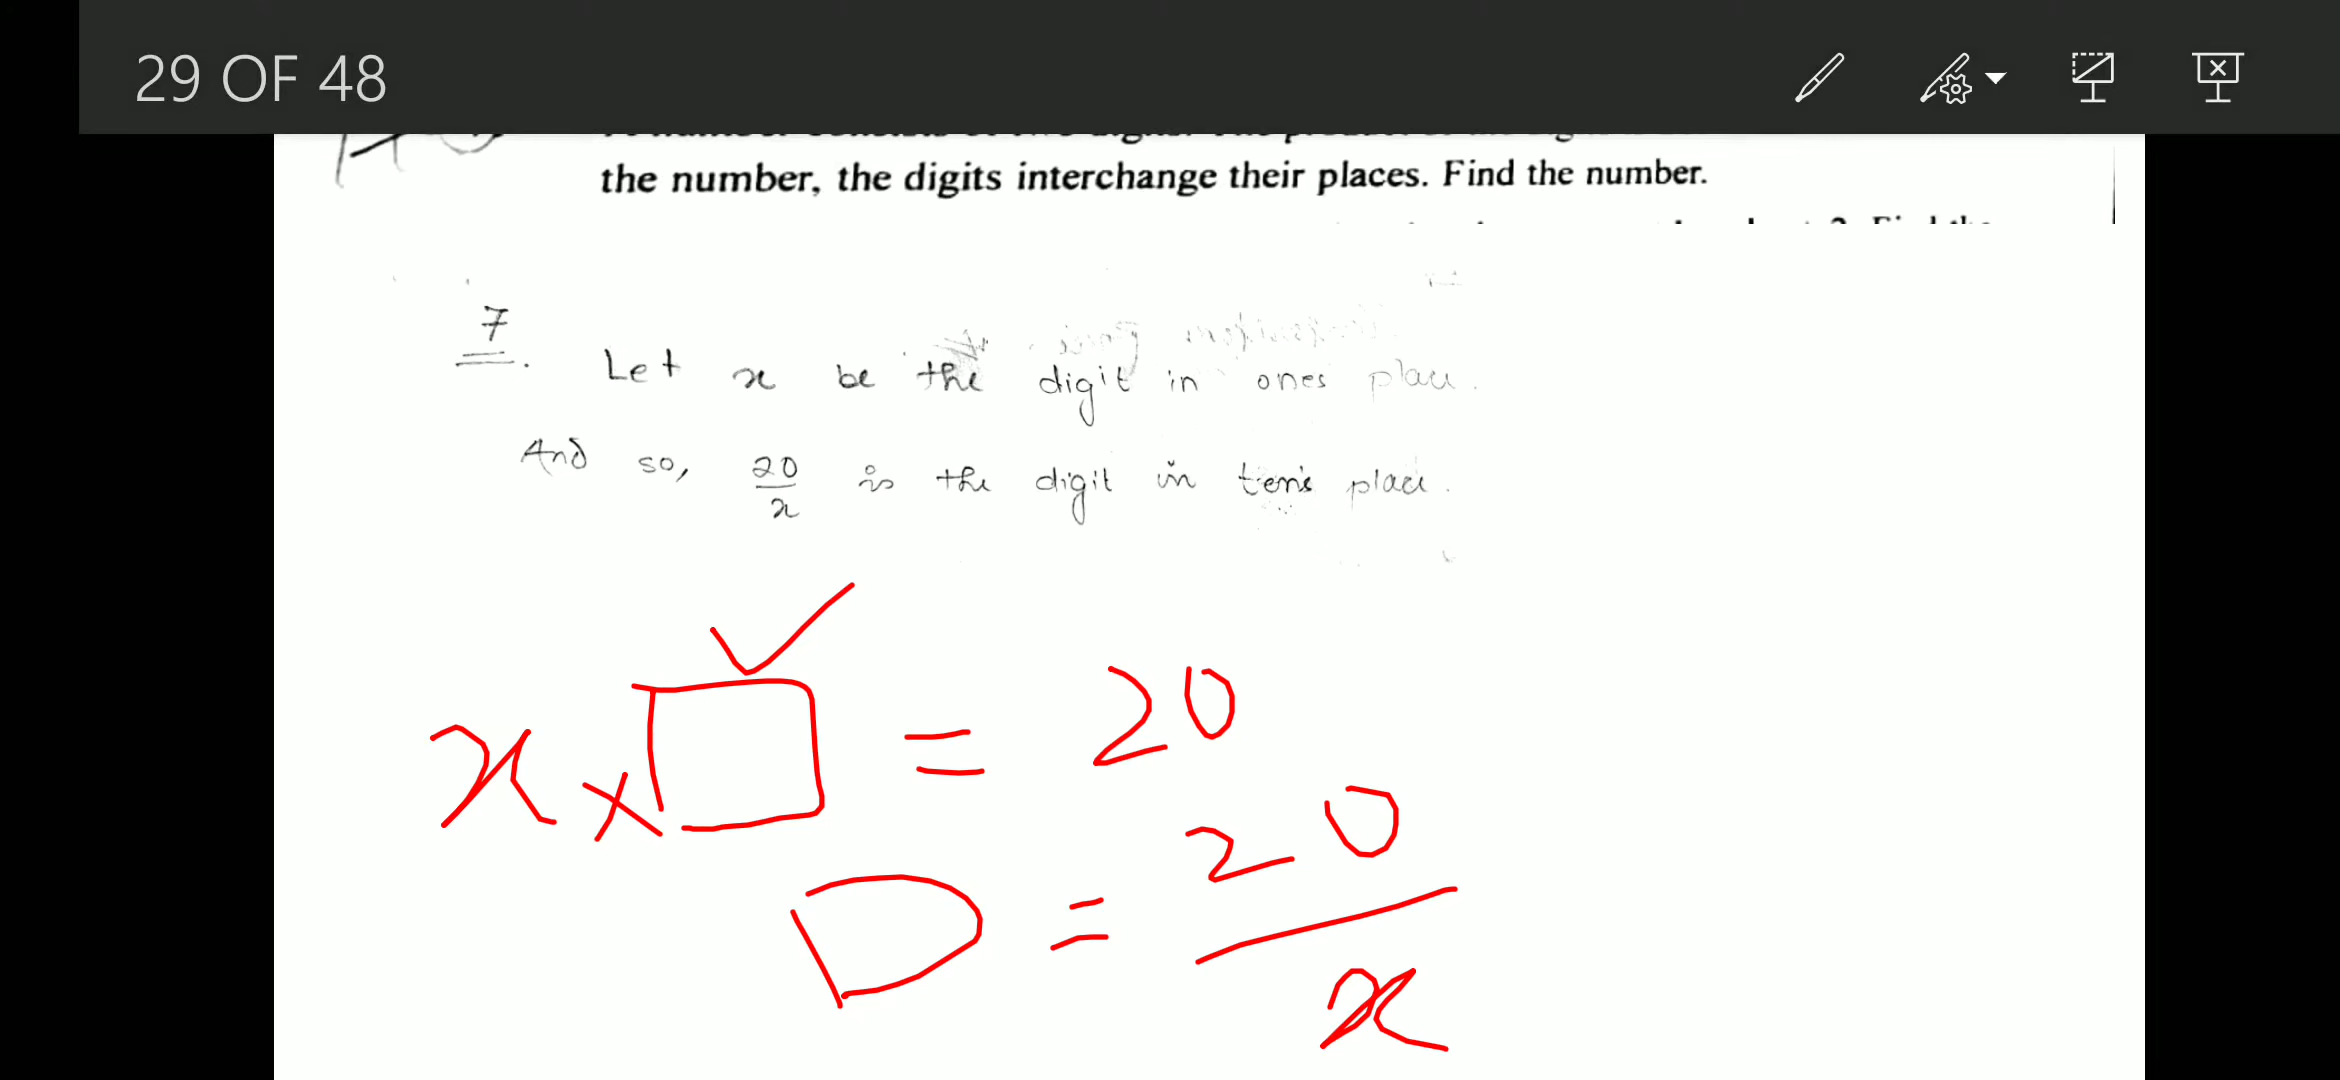 29 OF 48
the number, the digits interchange their places. Find the number.
7.
Let x be the digit in ones place.
And so, 20/x is the digit in ten's place.
x × □ = 20
= 20/x